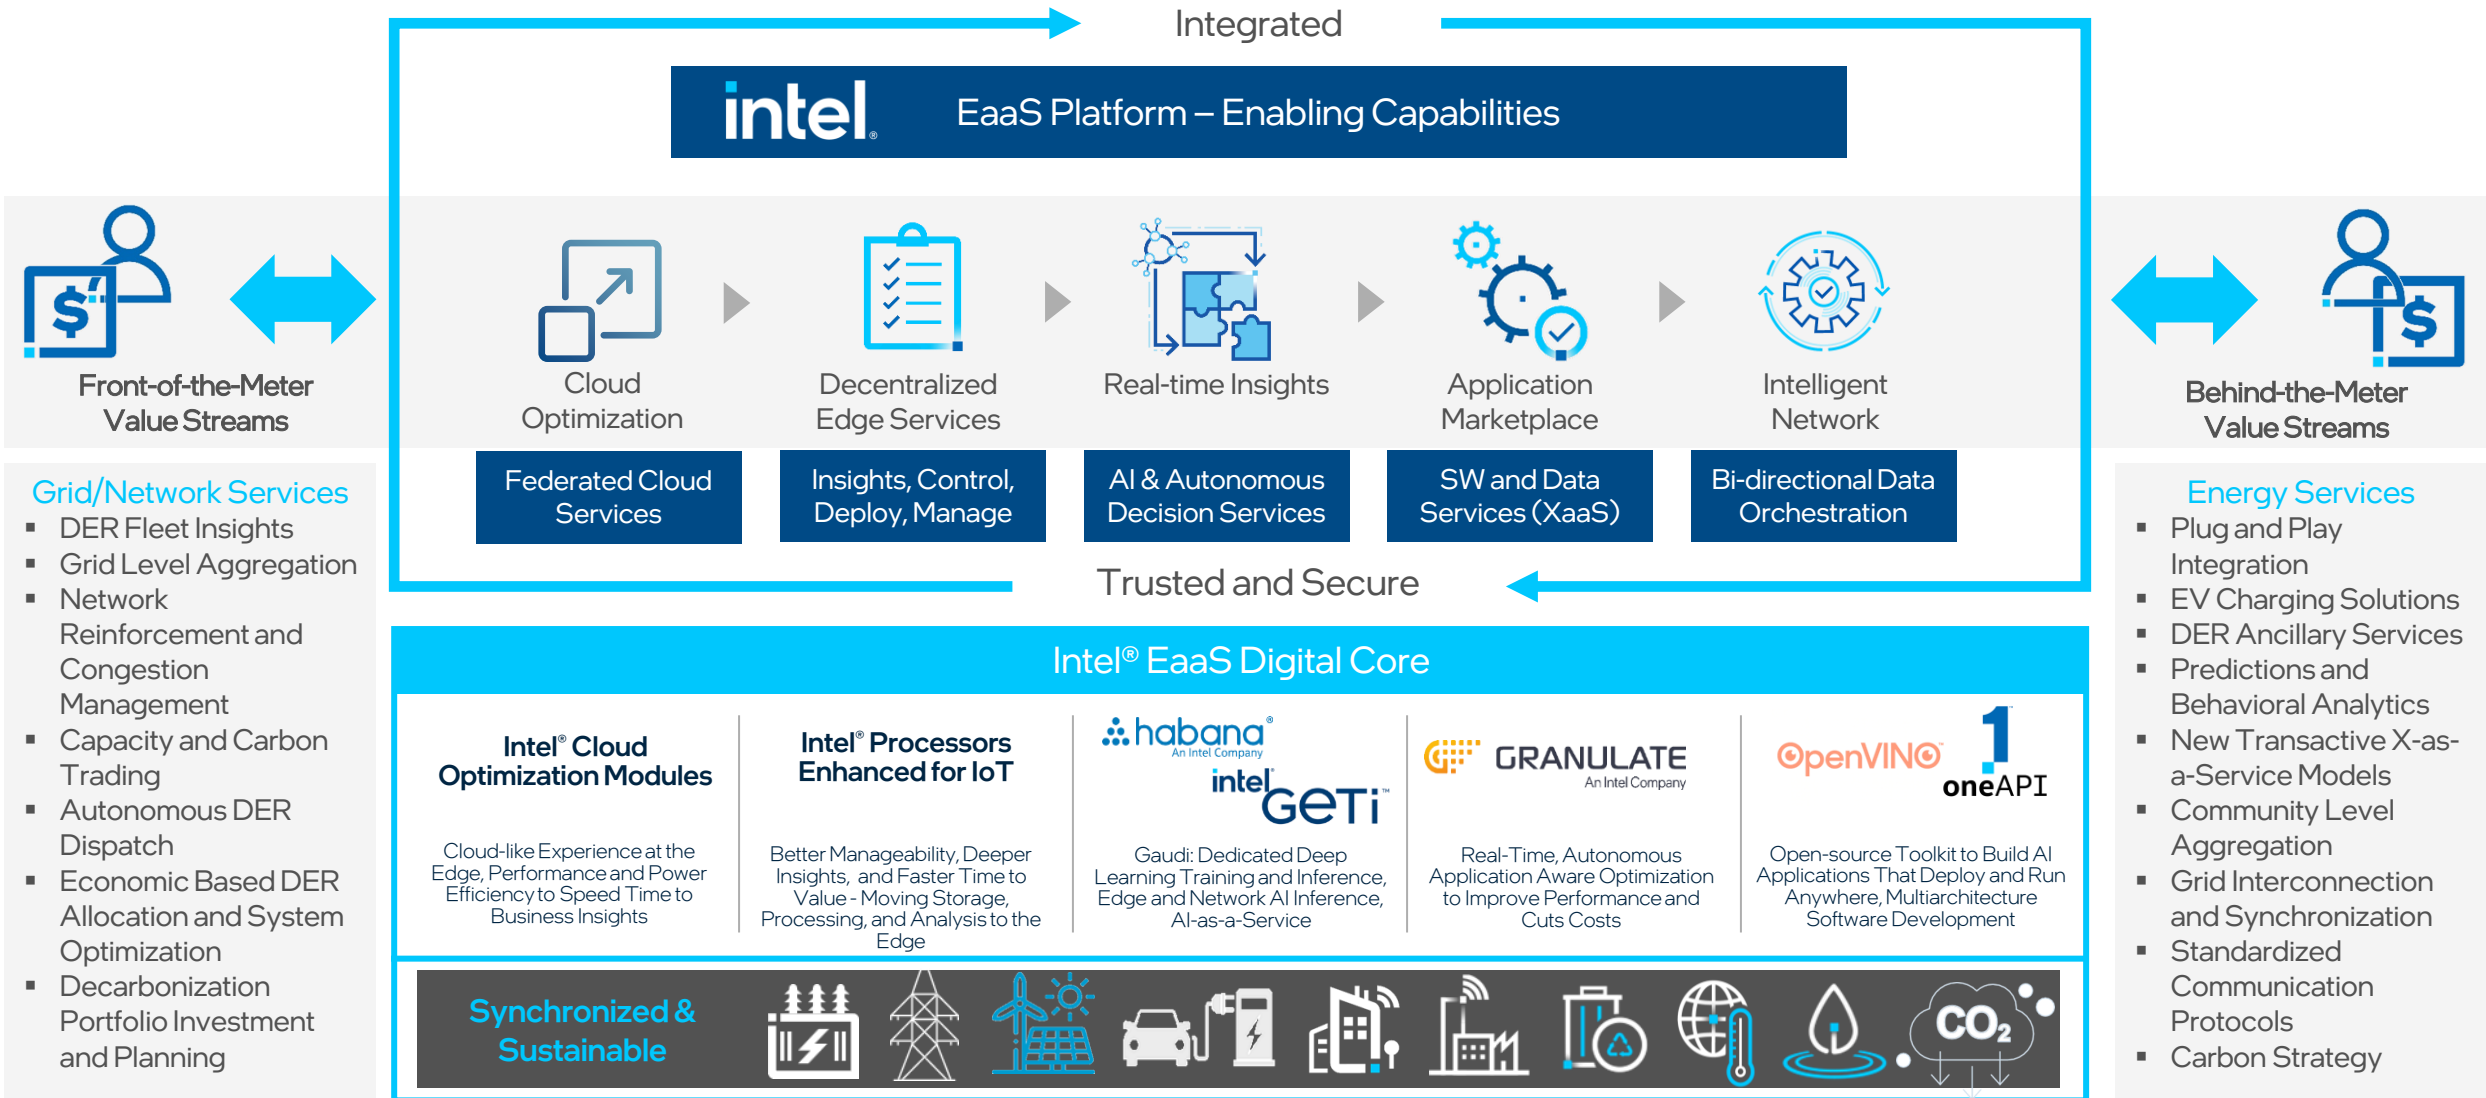 Integrated
intel®
EaaS Platform – Enabling Capabilities
Front-of-the-Meter
Value Streams
Cloud
Optimization
Decentralized
Edge Services
Real-time Insights
Application
Marketplace
Intelligent
Network
Behind-the-Meter
Value Streams
Federated Cloud
Services
Insights, Control,
Deploy, Manage
AI & Autonomous
Decision Services
SW and Data
Services (XaaS)
Bi-directional Data
Orchestration
Trusted and Secure
Grid/Network Services
▪ DER Fleet Insights
▪ Grid Level Aggregation
▪ Network
Reinforcement and
Congestion
Management
▪ Capacity and Carbon
Trading
▪ Autonomous DER
Dispatch
▪ Economic Based DER
Allocation and System
Optimization
▪ Decarbonization
Portfolio Investment
and Planning
Intel® EaaS Digital Core
Intel® Cloud
Optimization Modules
Cloud-like Experience at the
Edge, Performance and Power
Efficiency to Speed Time to
Business Insights
Intel® Processors
Enhanced for IoT
Better Manageability, Deeper
Insights, and Faster Time to
Value - Moving Storage,
Processing, and Analysis to the
Edge
habana®
An Intel Company
intel
GeTi™
Gaudi: Dedicated Deep
Learning Training and Inference,
Edge and Network AI Inference,
AI-as-a-Service
GRANULATE
An Intel Company
Real-Time, Autonomous
Application Aware Optimization
to Improve Performance and
Cuts Costs
OpenVINO™
1
oneAPI
Open-source Toolkit to Build AI
Applications That Deploy and Run
Anywhere, Multiarchitecture
Software Development
Synchronized &
Sustainable
CO₂
Energy Services
▪ Plug and Play
Integration
▪ EV Charging Solutions
▪ DER Ancillary Services
▪ Predictions and
Behavioral Analytics
▪ New Transactive X-as-
a-Service Models
▪ Community Level
Aggregation
▪ Grid Interconnection
and Synchronization
▪ Standardized
Communication
Protocols
▪ Carbon Strategy